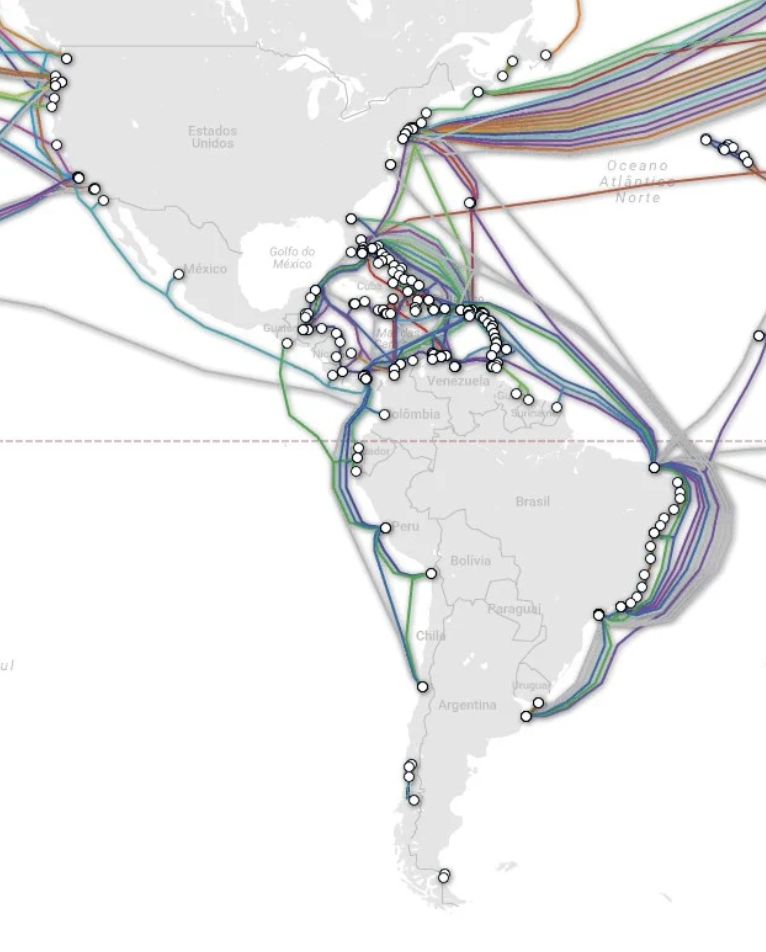 Estados
Unidos
Oceano
Atlântico
Norte
Golfo do
México
México
Cuba
Venezuela
Colômbia
Brasil
Peru
Bolívia
Paraguai
Chile
Uruguai
Argentina
ul